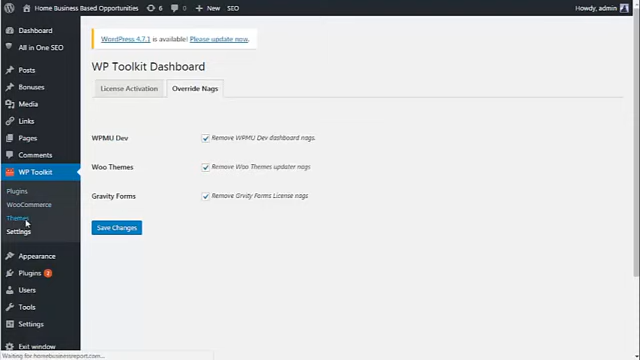 Home Business Based Opportunities
6
0
+ New
SEO
Howdy, admin
Dashboard
All in One SEO
Posts
Bonuses
Media
Links
Pages
Comments
WP Toolkit
Plugins
WooCommerce
Themes
Settings
Appearance
Plugins 2
Users
Tools
Settings
Exit window
WordPress 4.7.1 is available! Please update now.
WP Toolkit Dashboard
License Activation
Override Nags
WPMU Dev
Remove WPMU Dev dashboard nags.
Woo Themes
Remove Woo Themes updater nags
Gravity Forms
Remove Grvity Forms License nags
Save Changes
Waiting for homebusinessreport.com...